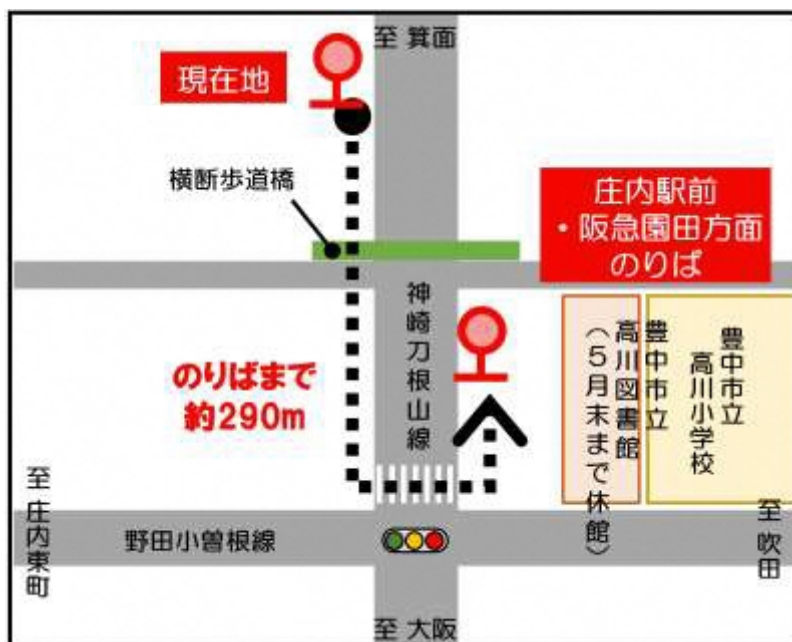 至 箕面
現在地
横断歩道橋
庄内駅前
・阪急園田方面
のりば
神崎刀根山線
のりばまで
約290m
豊中市立
高川図書館
（５月末まで休館）
豊中市立
高川小学校
至 庄内東町
野田小曽根線
至 吹田
至 大阪